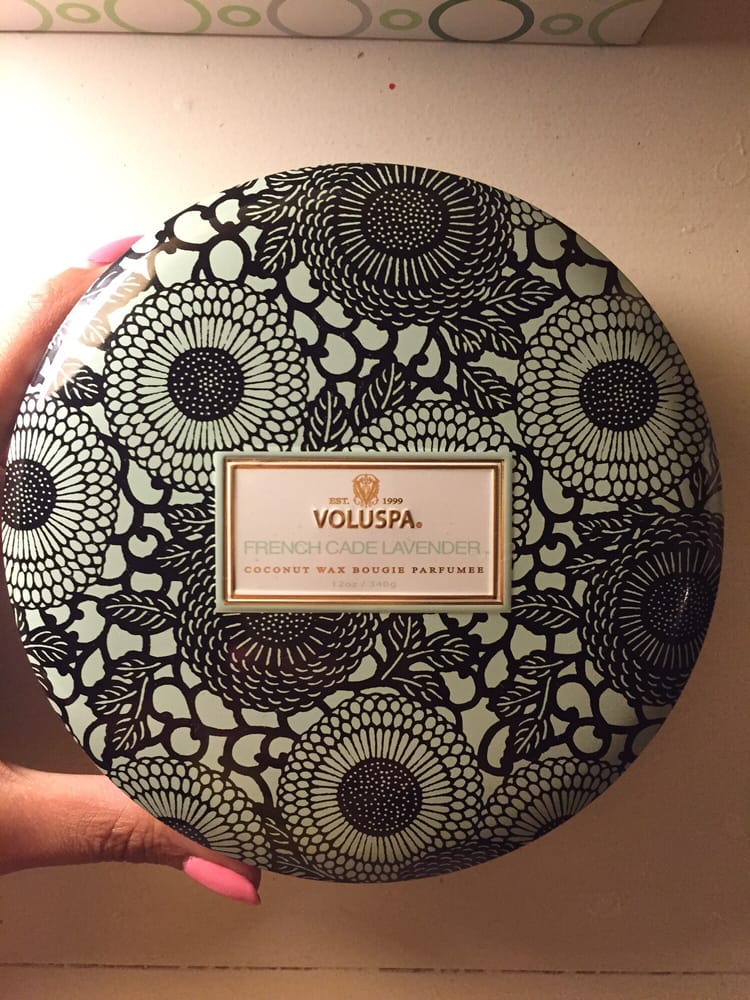 EST. 1999
VOLUSPA®
FRENCH CADE LAVENDER
COCONUT WAX BOUGIE PARFUMEE
12oz / 340g